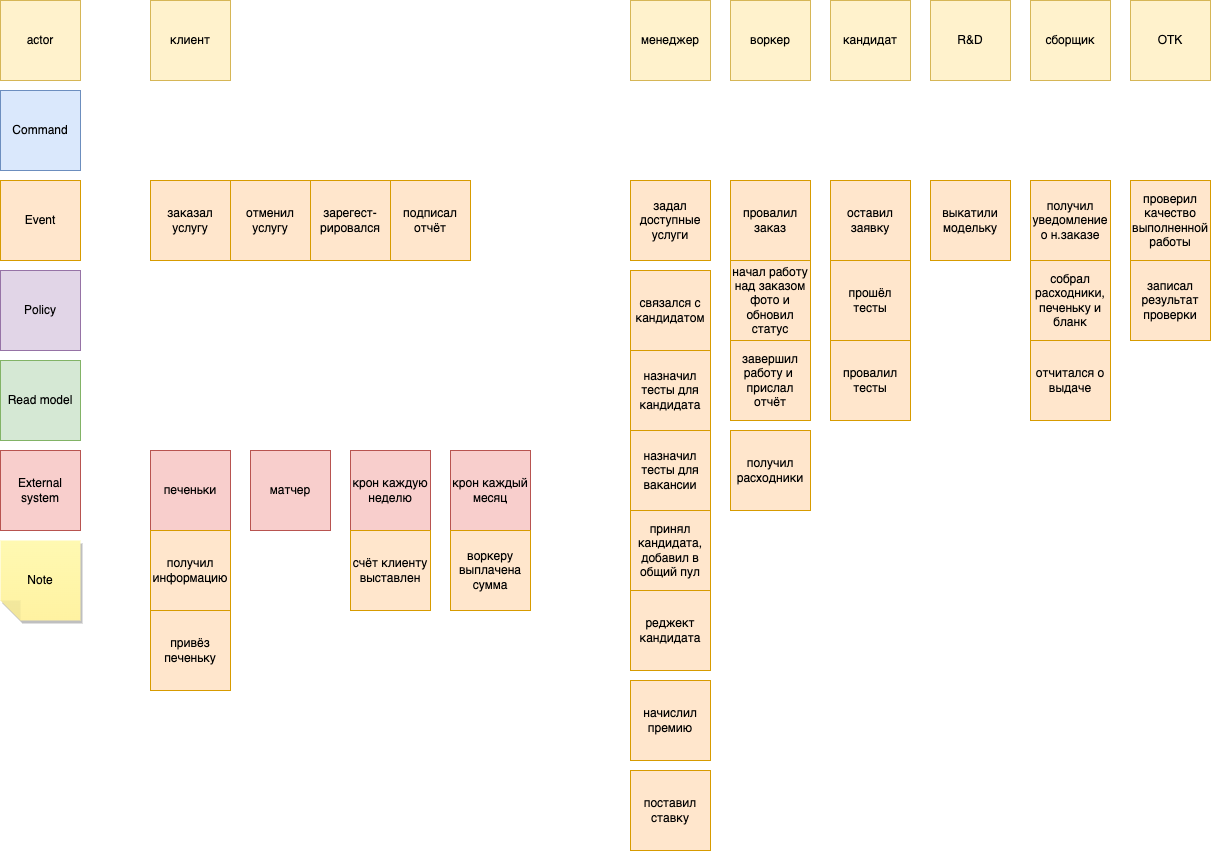 actor
клиент
менеджер
воркер
кандидат
R&D
сборщик
ОТК
Command
Event
заказал
услугу
отменил
услугу
зарегест-
рировался
подписал
отчёт
задал
доступные
услуги
провалил
заказ
оставил
заявку
выкатили
модельку
получил
уведомление
о н.заказе
проверил
качество
выполненной
работы
Policy
связался с
кандидатом
начал работу
над заказом
фото и
обновил
статус
прошёл
тесты
собрал
расходники,
печеньку и
бланк
записал
результат
проверки
Read model
назначил
тесты для
кандидата
завершил
работу и
прислал
отчёт
провалил
тесты
отчитался о
выдаче
External
system
печеньки
матчер
крон каждую
неделю
крон каждый
месяц
назначил
тесты для
вакансии
получил
расходники
Note
получил
информацию
счёт клиенту
выставлен
воркеру
выплачена
сумма
принял
кандидата,
добавил в
общий пул
привёз
печеньку
реджект
кандидата
начислил
премию
поставил
ставку